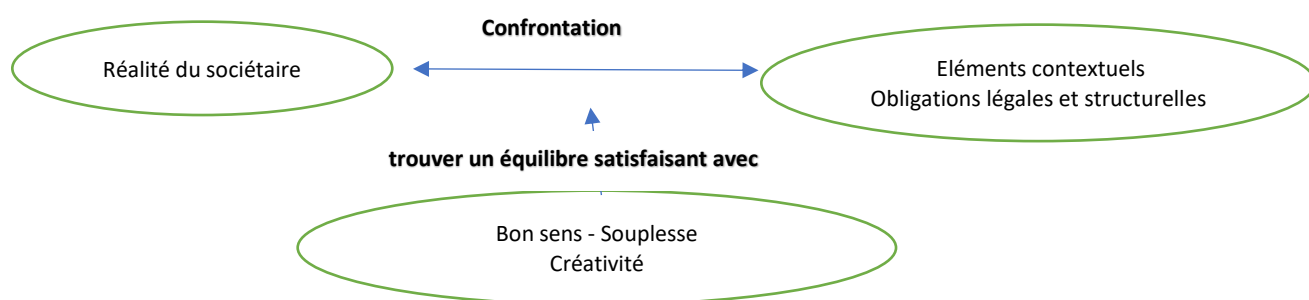 Confrontation
Réalité du sociétaire
Eléments contextuels
Obligations légales et structurelles
trouver un équilibre satisfaisant avec
Bon sens - Souplesse
Créativité